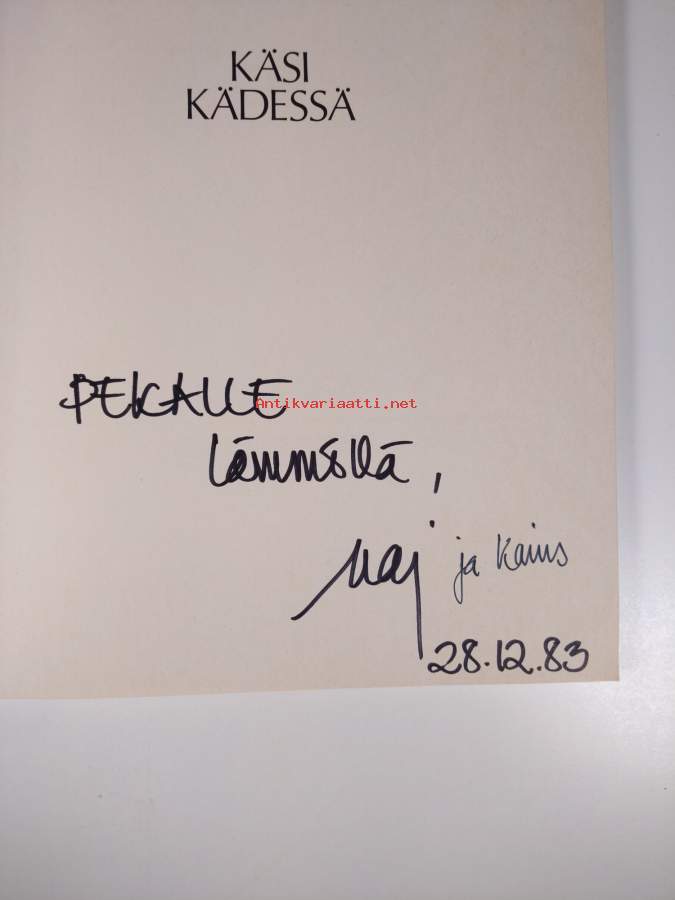 KÄSI
KÄDESSÄ
PEKALLE
Antikvariaatti.net
Lämmöllä,
Maj ja Kaius
28.12.83